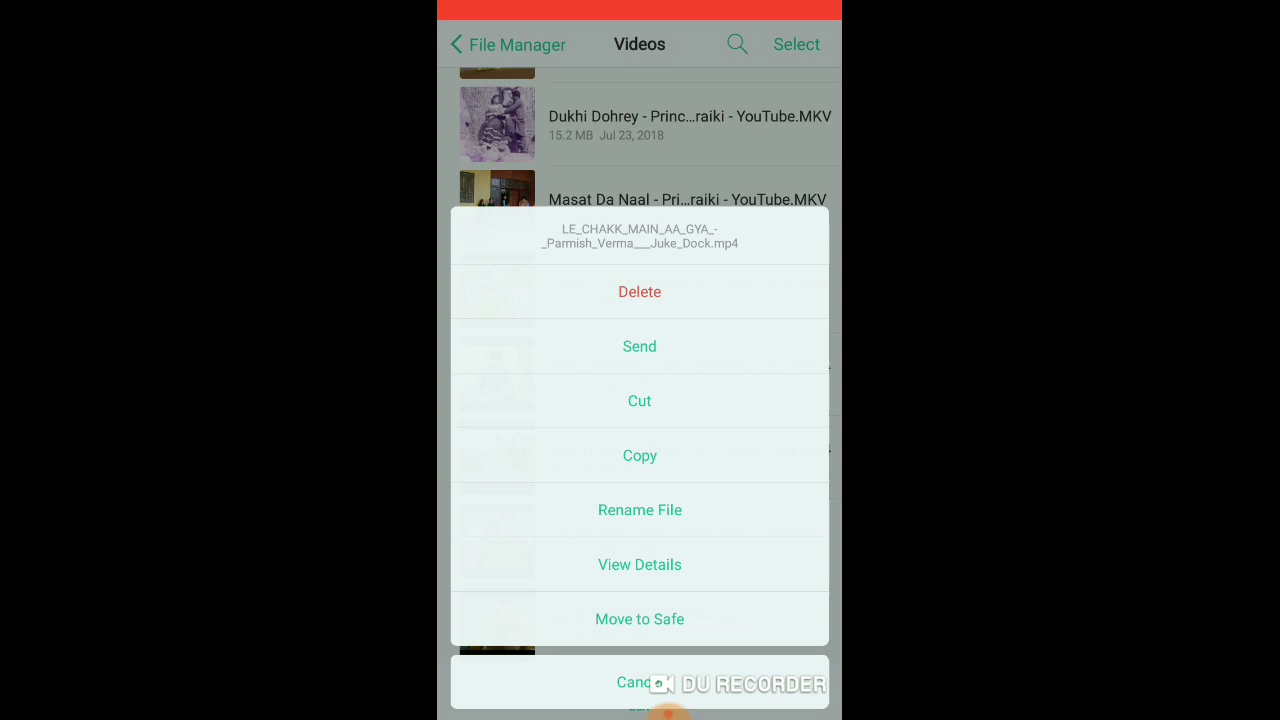 File Manager Videos Select
Dukhi Dohrey - Princ...raiki - YouTube.MKV
15.2 MB Jul 23, 2018
Masat Da Naal - Pri...raiki - YouTube.MKV
LE_CHAKK_MAIN_AA_GYA_-
_Parmish_Verma___Juke_Dock.mp4
Delete
Send
Cut
Copy
Rename File
View Details
Move to Safe
DU RECORDER